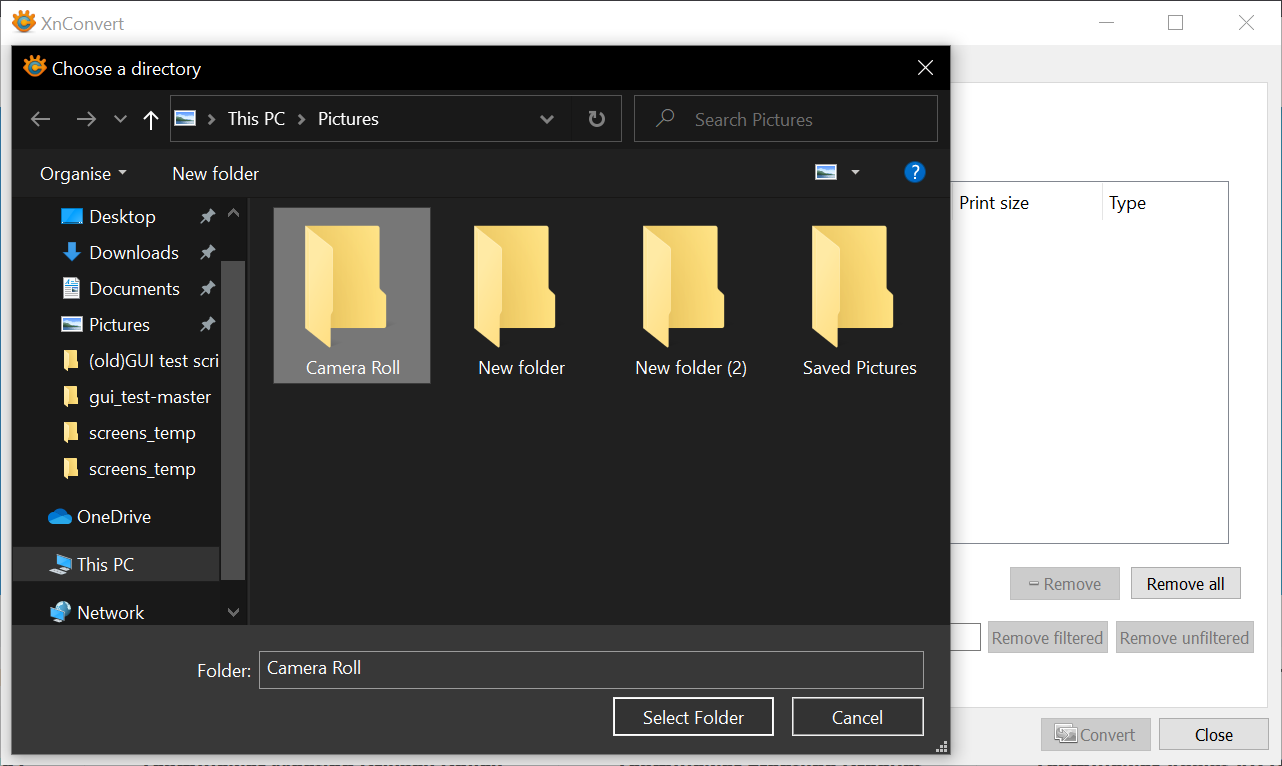 XnConvert
Choose a directory
This PC
Pictures
Search Pictures
Organise
New folder
?
Desktop
Downloads
Documents
Pictures
(old)GUI test scri
gui_test-master
screens_temp
screens_temp
OneDrive
This PC
Network
Camera Roll
New folder
New folder (2)
Saved Pictures
Print size
Type
Remove
Remove all
Remove filtered
Remove unfiltered
Folder:
Camera Roll
Select Folder
Cancel
Convert
Close